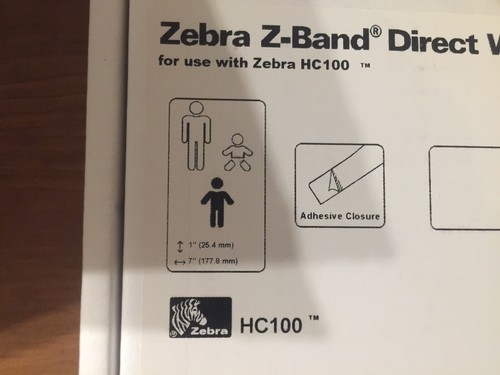 Zebra Z-Band® Direct
for use with Zebra HC100 ™
1" (25.4 mm)
7" (177.8 mm)
Adhesive Closure
Zebra®
HC100 ™